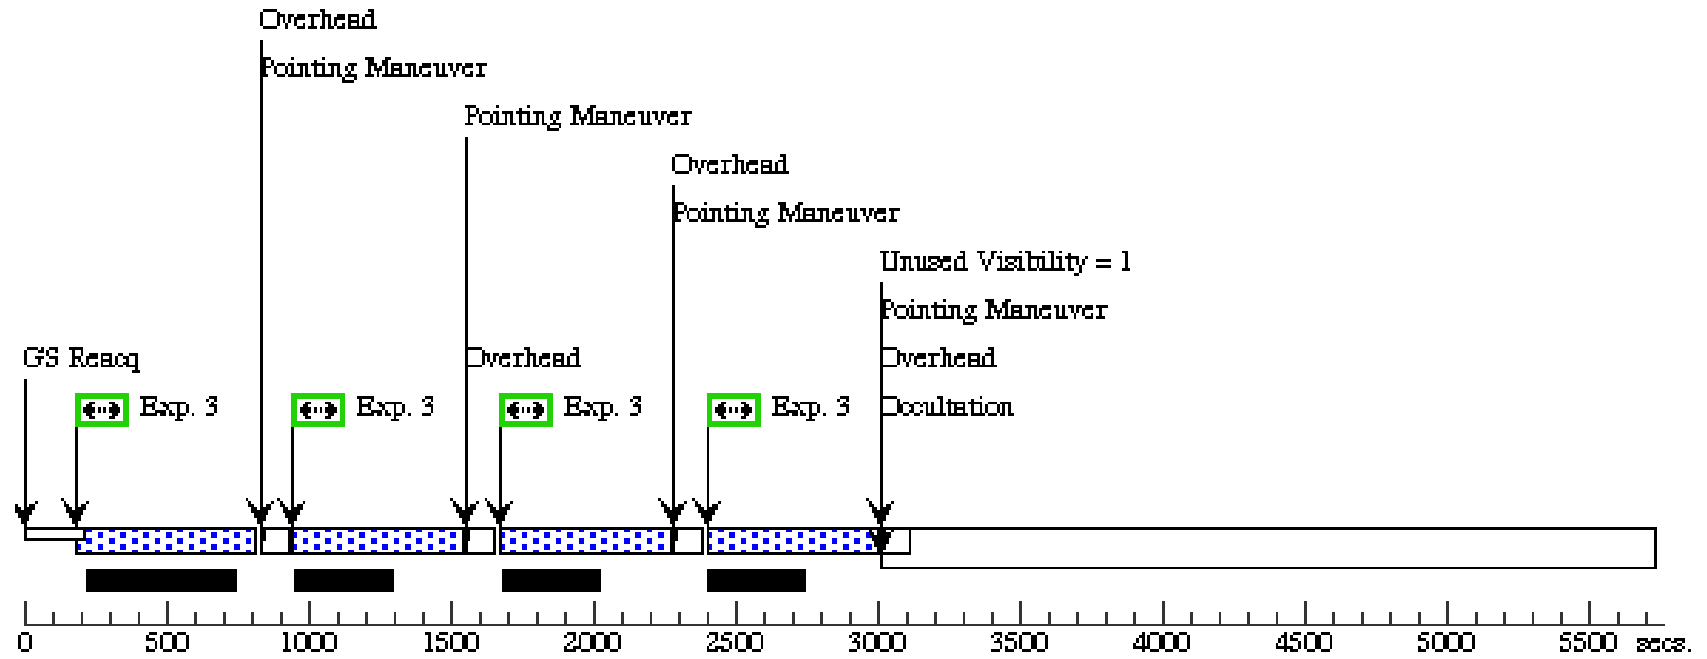 Overhead
Pointing Maneuver
Pointing Maneuver
Overhead
Pointing Maneuver
Unused Visibility = 1
Pointing Maneuver
GS Reacq
Overhead
Overhead
Exp. 3
Exp. 3
Exp. 3
Exp. 3
Occultation
0 500 1000 1500 2000 2500 3000 3500 4000 4500 5000 5500 secs.